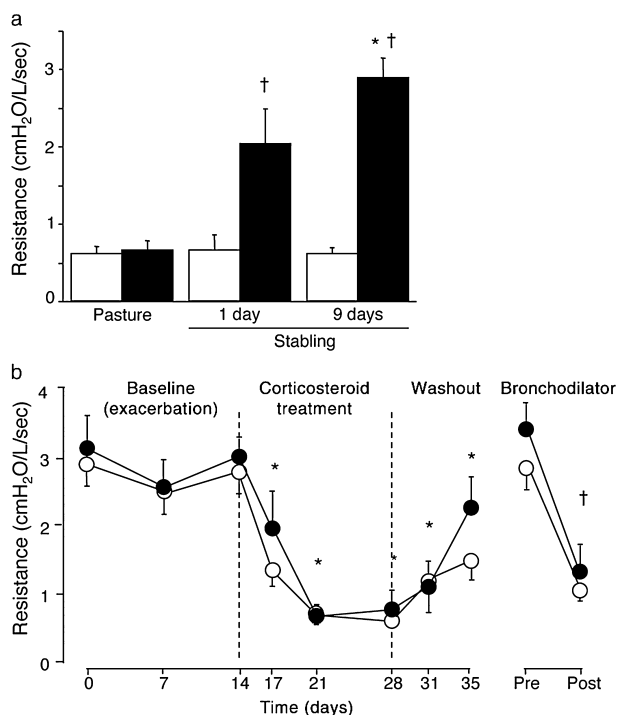 a
Resistance (cmH2O/L/sec)
3
2
1
0
†
* †
Pasture
1 day
9 days
Stabling
b
Resistance (cmH2O/L/sec)
4
3
2
1
0
Baseline
(exacerbation)
Corticosteroid
treatment
Washout
Bronchodilator
*
*
*
*
*
†
0 7 14 17 21 28 31 35 Pre Post
Time (days)